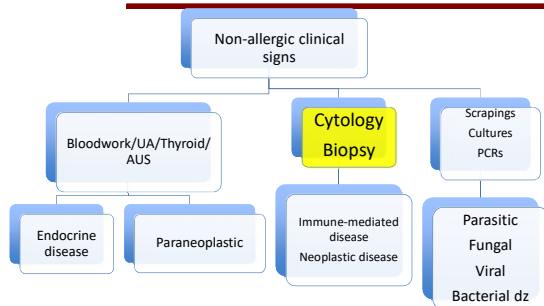 Non-allergic clinical
signs
Bloodwork/UA/Thyroid/
AUS
Cytology
Biopsy
Scrapings
Cultures
PCRs
Endocrine
disease
Paraneoplastic
Immune-mediated
disease
Neoplastic disease
Parasitic
Fungal
Viral
Bacterial dz